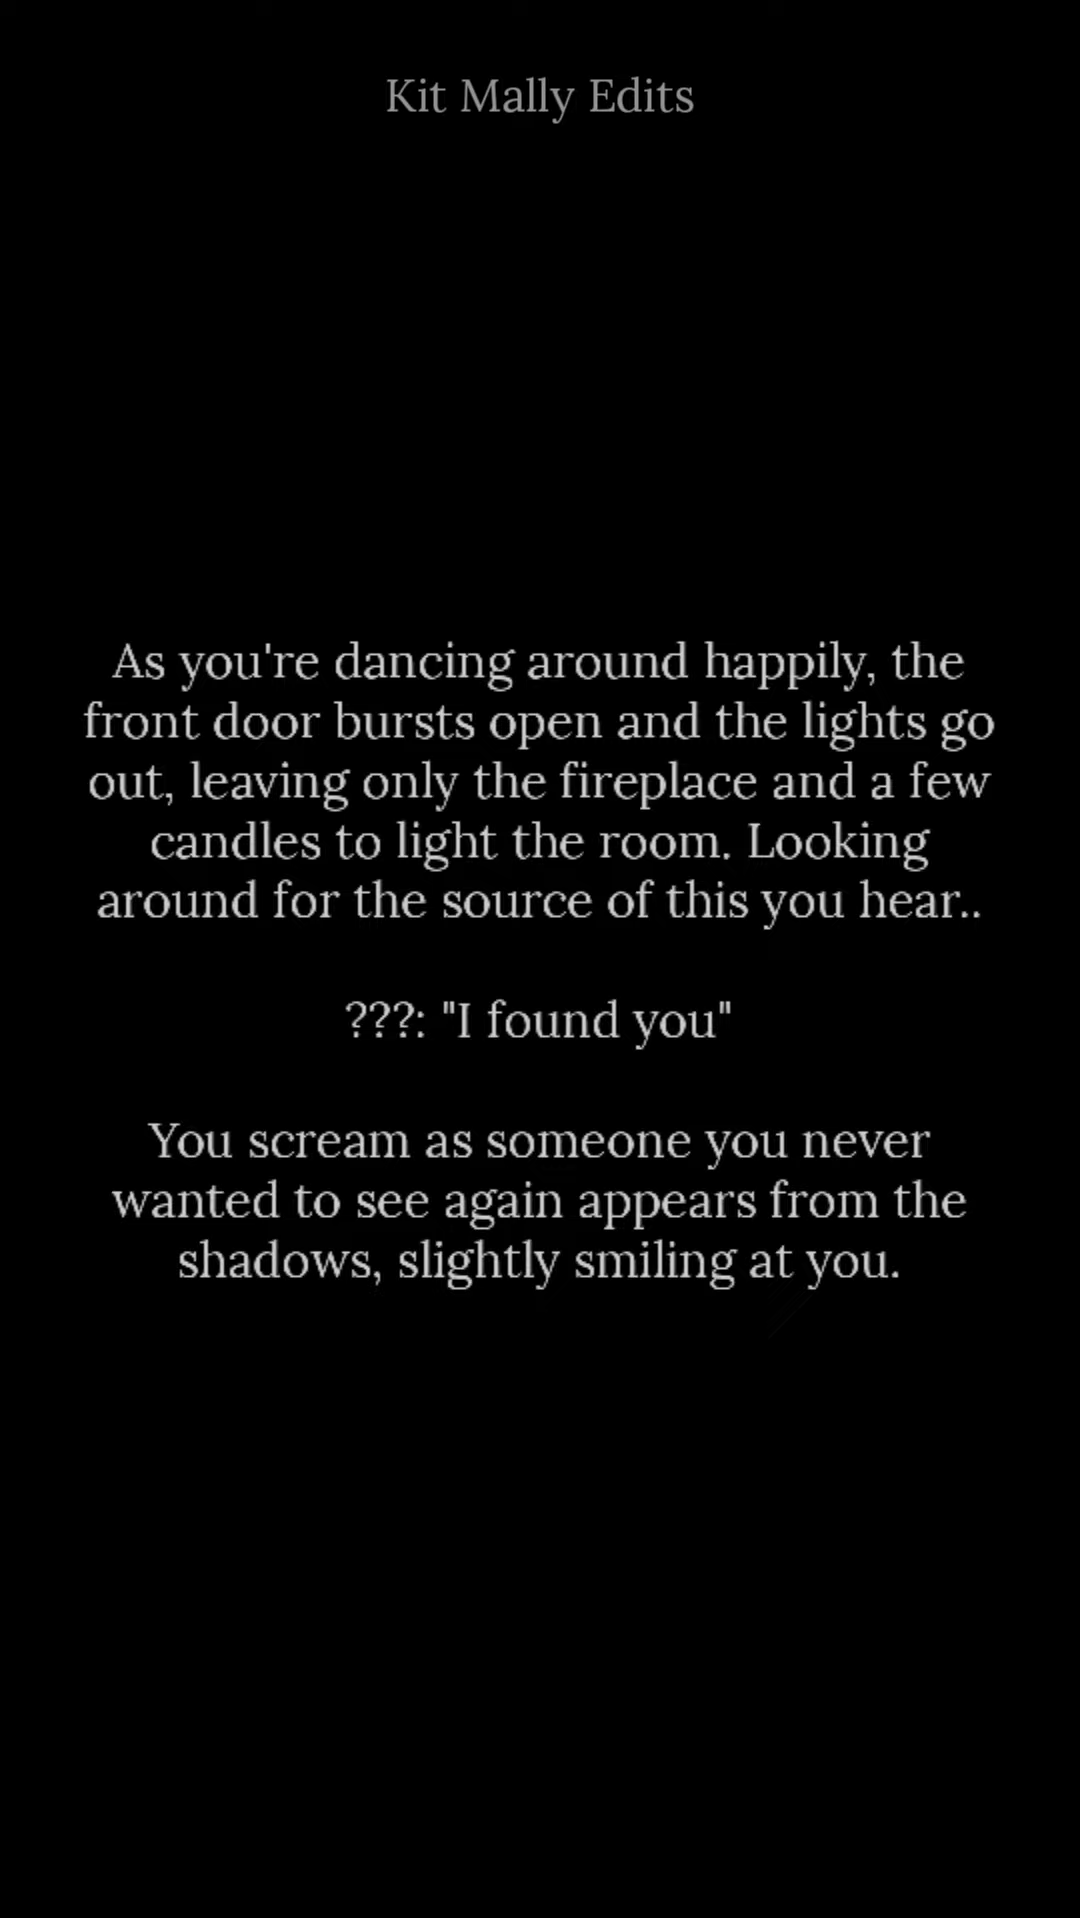 Kit Mally Edits
As you're dancing around happily, the
front door bursts open and the lights go
out, leaving only the fireplace and a few
candles to light the room. Looking
around for the source of this you hear..
???: "I found you"
You scream as someone you never
wanted to see again appears from the
shadows, slightly smiling at you.